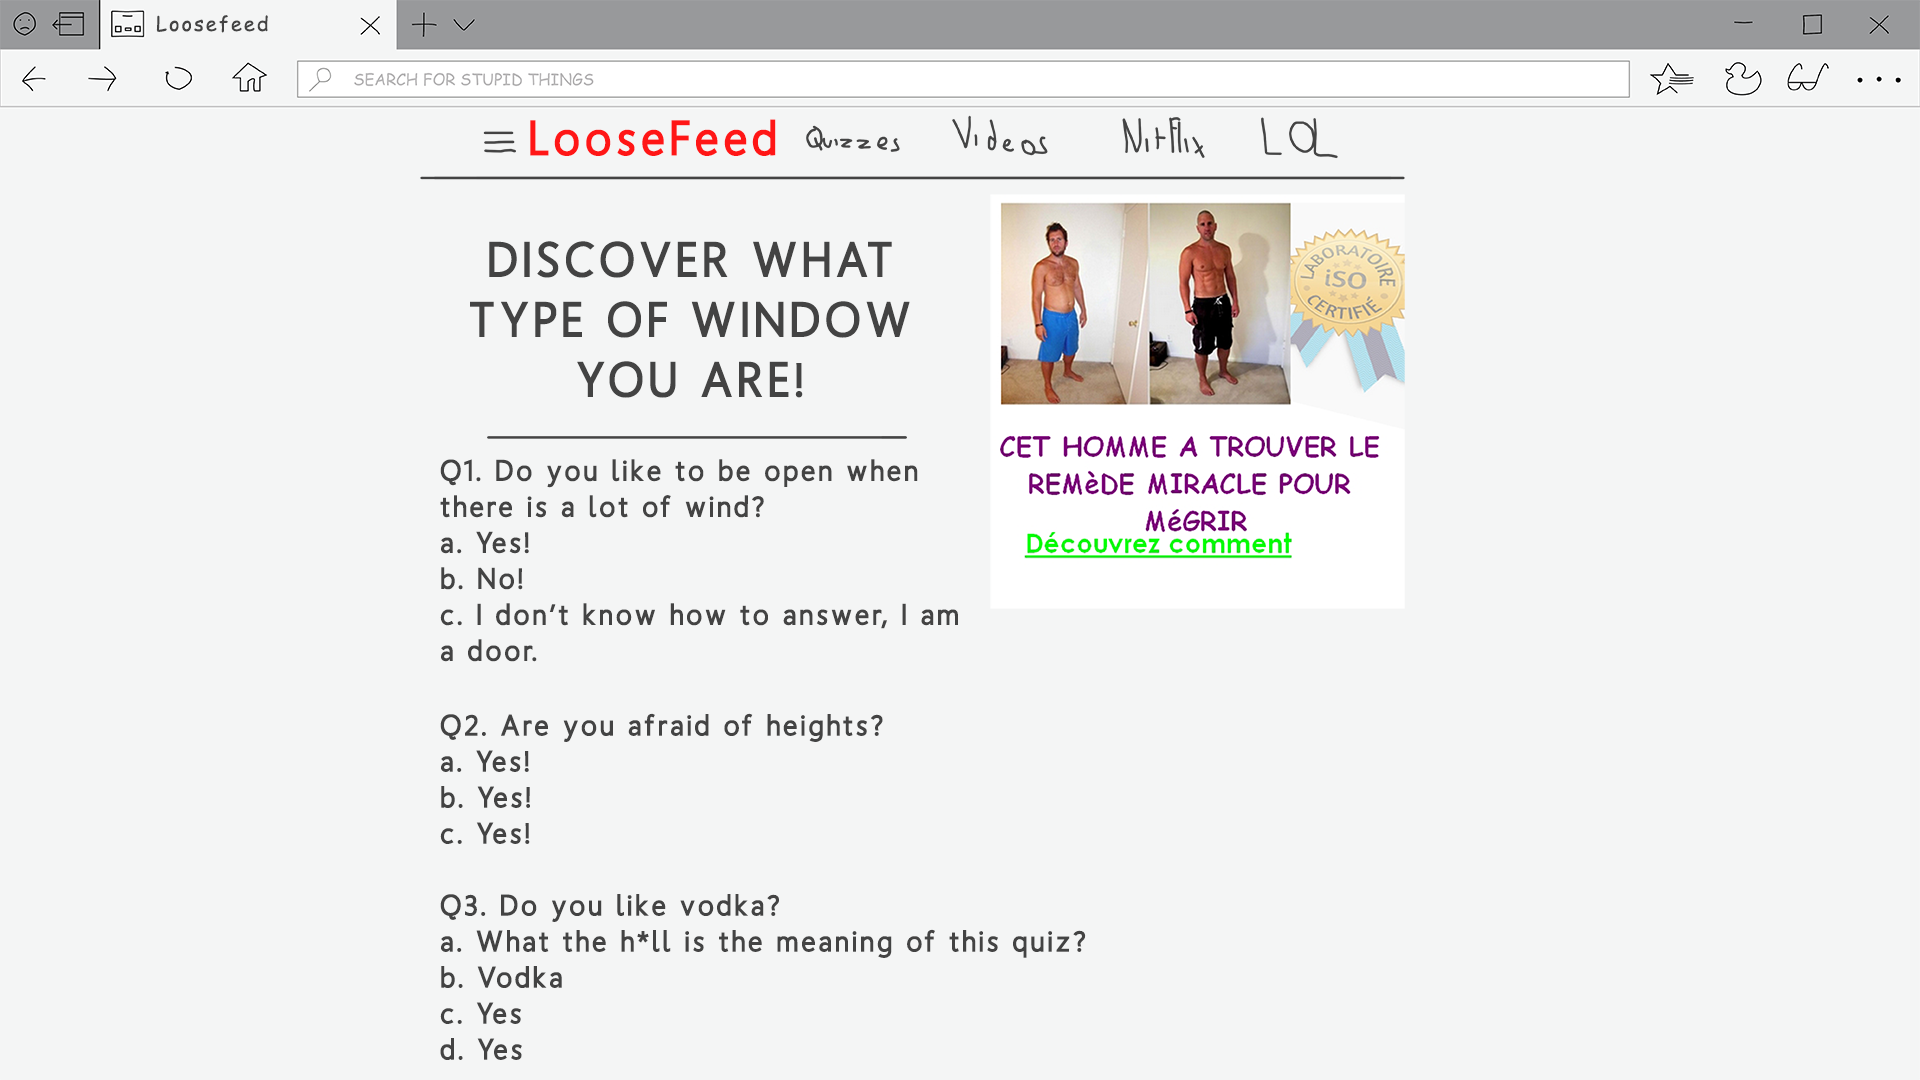 Loosefeed
SEARCH FOR STUPID THINGS
LooseFeed Quizzes Videos Nitflix LOL
DISCOVER WHAT
TYPE OF WINDOW
YOU ARE!
Q1. Do you like to be open when
there is a lot of wind?
a. Yes!
b. No!
c. I don’t know how to answer, I am
a door.
Q2. Are you afraid of heights?
a. Yes!
b. Yes!
c. Yes!
Q3. Do you like vodka?
a. What the h*ll is the meaning of this quiz?
b. Vodka
c. Yes
d. Yes
LABORATOIRE
iSO
CERTIFIÉ
CET HOMME A TROUVER LE
REMèDE MIRACLE POUR
MéGRIR
Découvrez comment